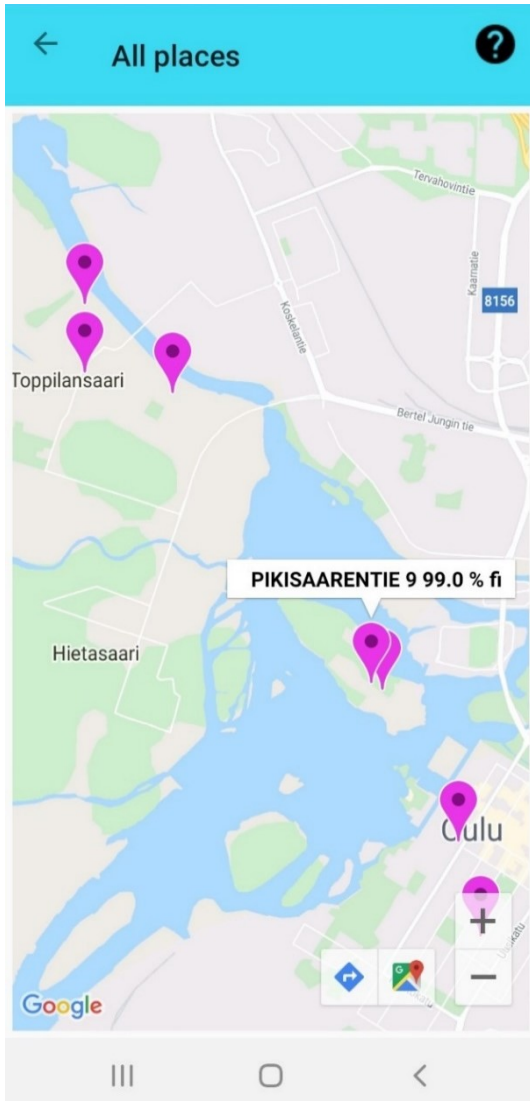 All places
?
Tervahovintie
Kaarnatie
8156
Koskelantie
Toppilansaari
Bertel Jungin tie
PIKISAARENTIE 9 99.0 % fi
Hietasaari
Oulu
G
Google